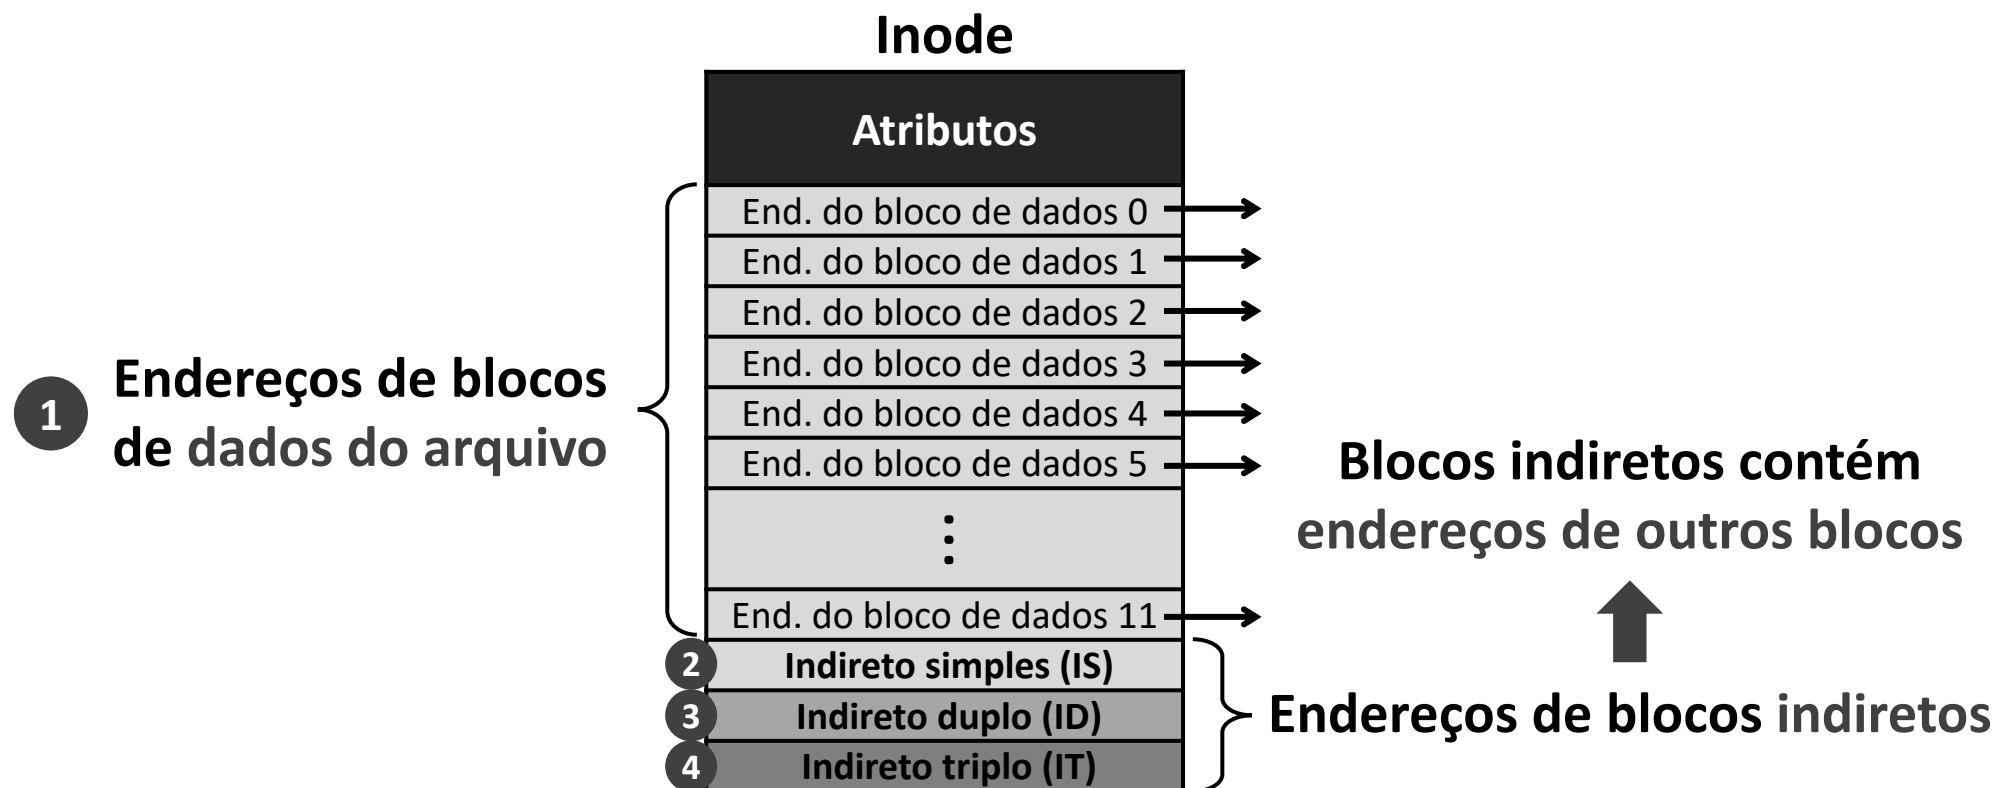 Inode
Atributos
End. do bloco de dados 0
End. do bloco de dados 1
End. do bloco de dados 2
End. do bloco de dados 3
End. do bloco de dados 4
End. do bloco de dados 5
⋮
End. do bloco de dados 11
2 Indireto simples (IS)
3 Indireto duplo (ID)
4 Indireto triplo (IT)
1 Endereços de blocos
de dados do arquivo
Blocos indiretos contém
endereços de outros blocos
Endereços de blocos indiretos